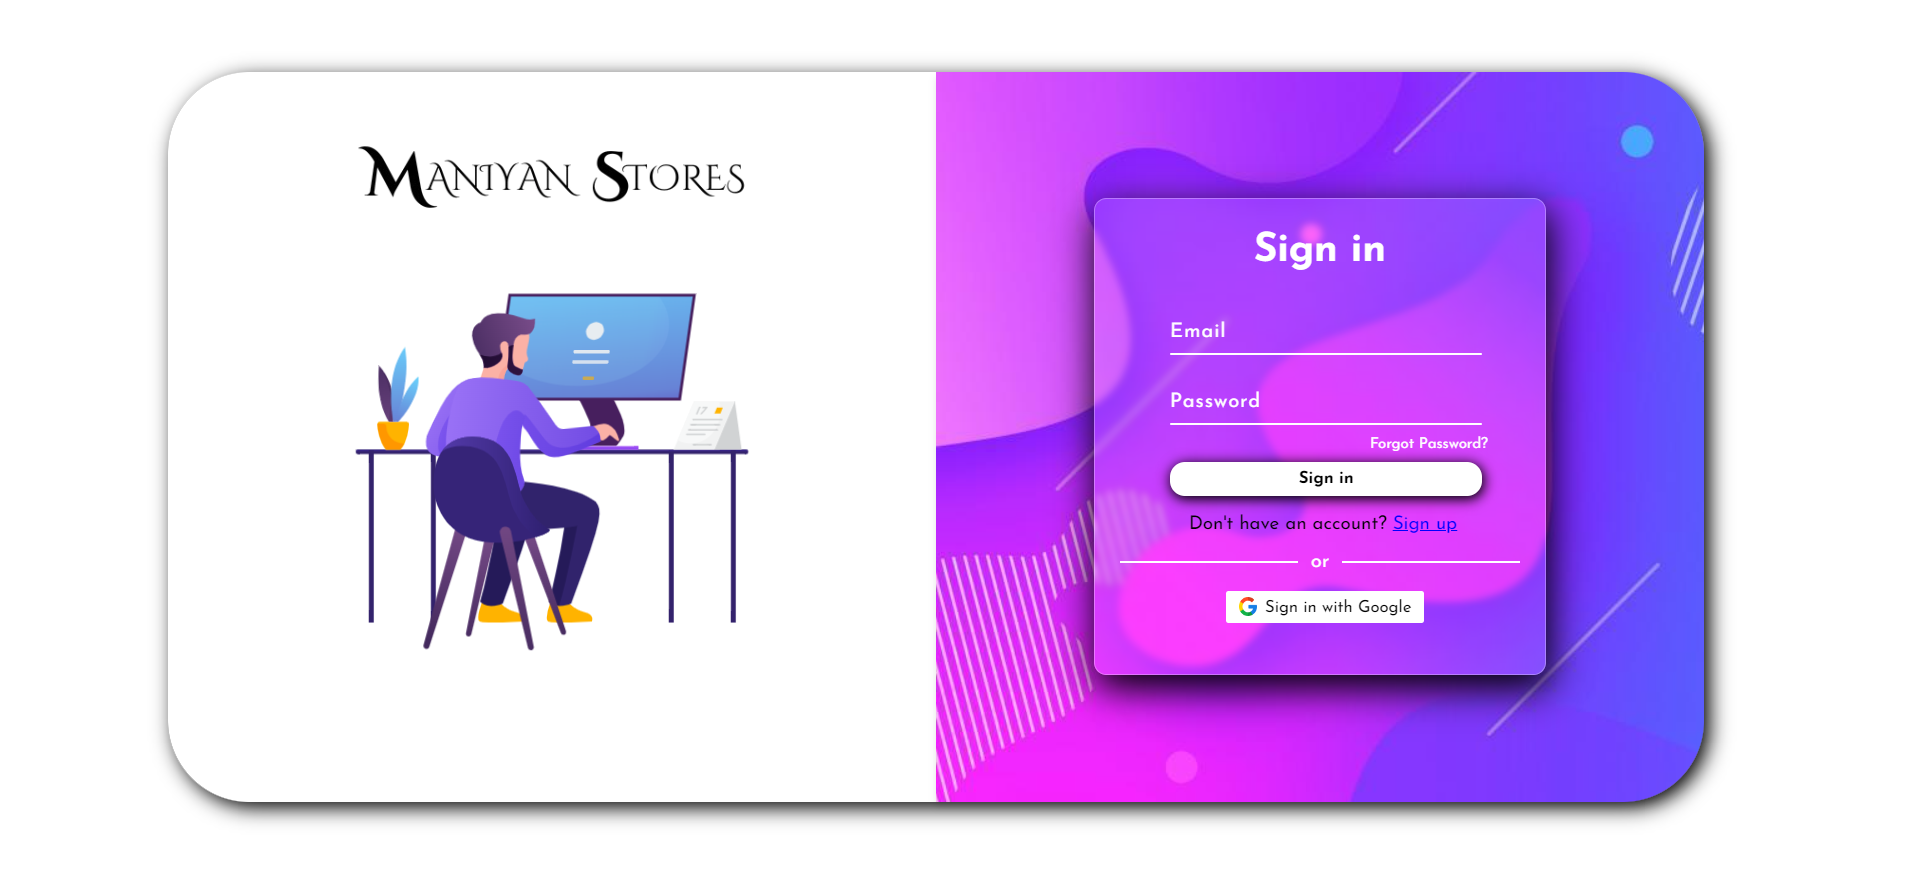 MANIYAN STORES
17
Sign in
Email
Password
Forgot Password?
Sign in
Don't have an account? Sign up
or
Sign in with Google